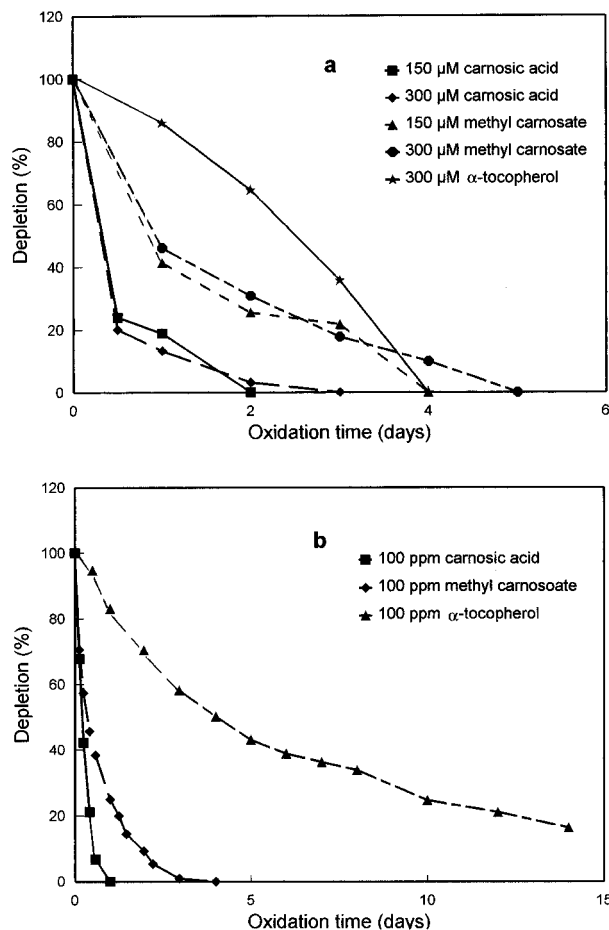 120
100
80
60
40
20
0
Depletion (%)
a
150 µM carnosic acid
300 µM carnosic acid
150 µM methyl carnosate
300 µM methyl carnosate
300 µM α-tocopherol
0
2
4
6
Oxidation time (days)
120
100
80
60
40
20
0
Depletion (%)
b
100 ppm carnosic acid
100 ppm methyl carnosoate
100 ppm α-tocopherol
0
5
10
15
Oxidation time (days)